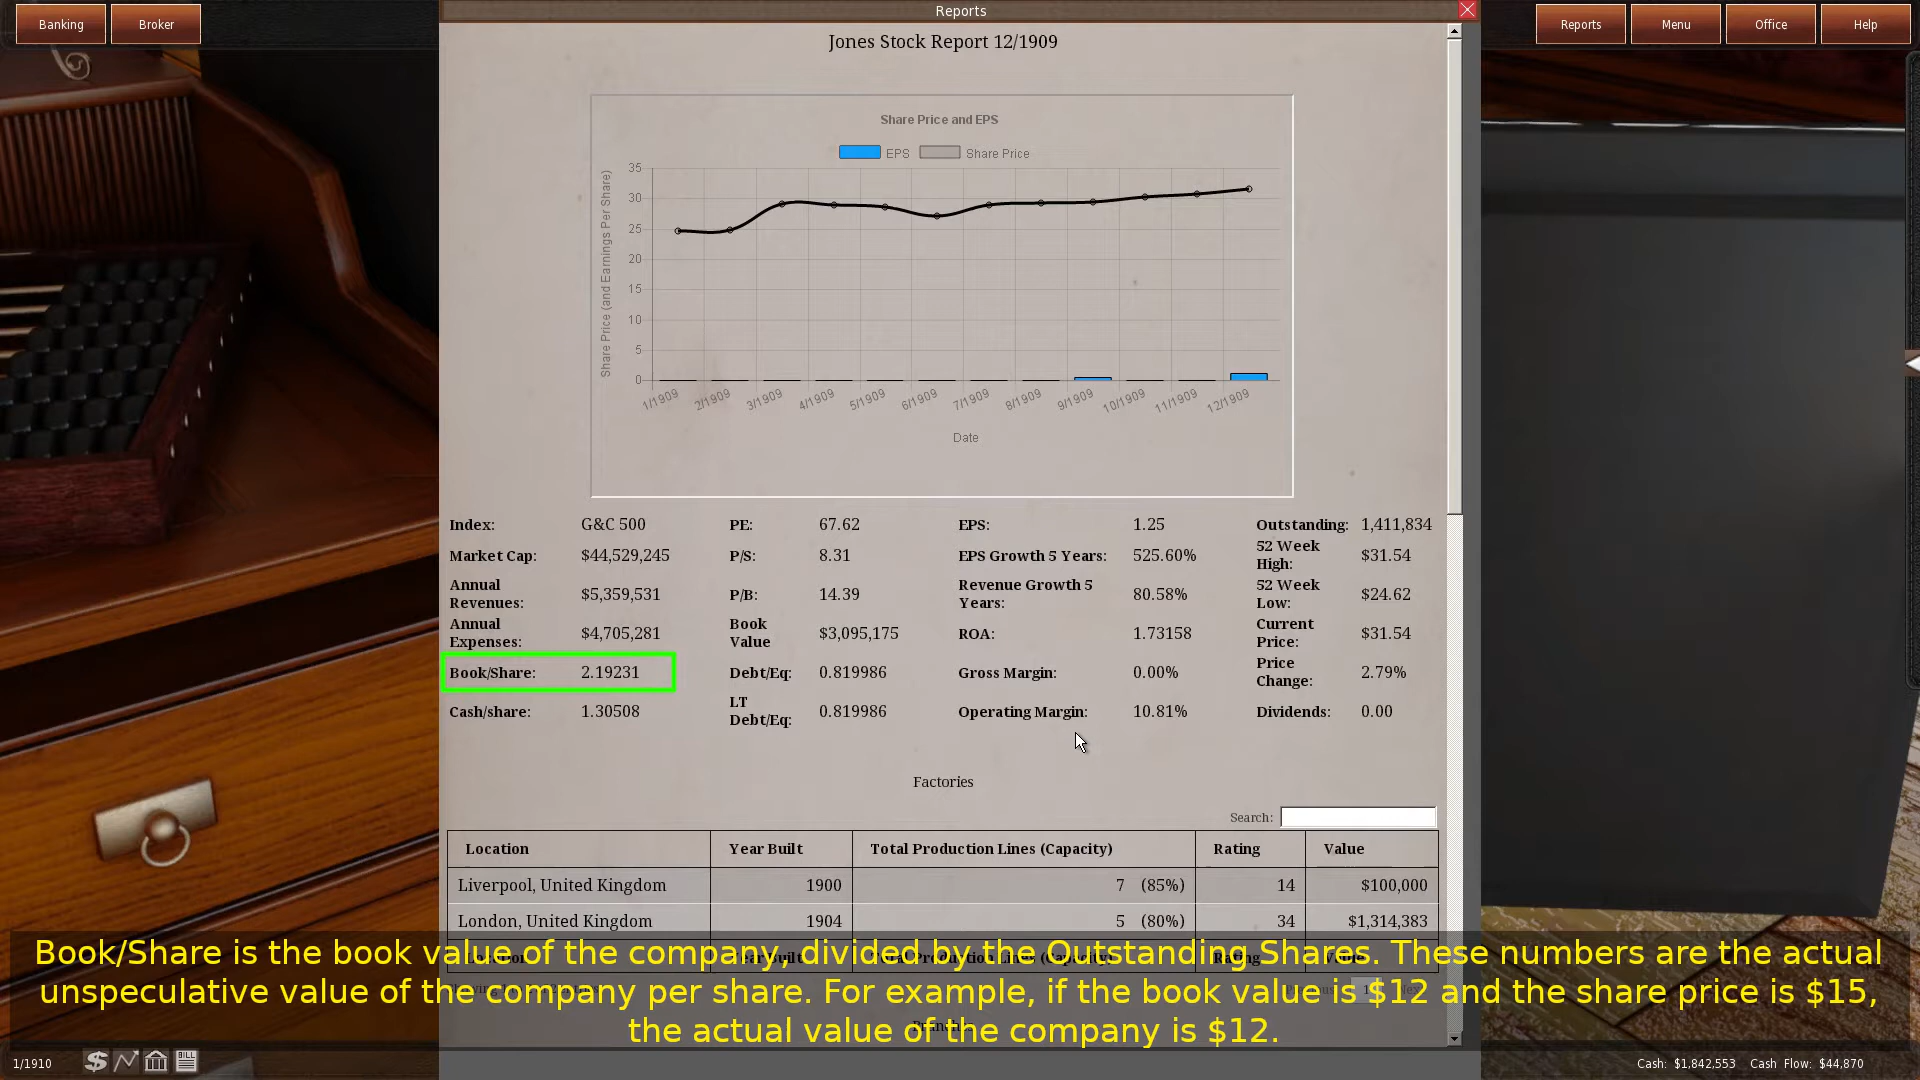 Banking
Broker
Reports
Reports
Menu
Office
Help
Jones Stock Report 12/1909
Share Price and EPS
EPS
Share Price
Share Price (and Earnings Per Share)
35
30
25
20
15
10
5
0
1/1909
2/1909
3/1909
4/1909
5/1909
6/1909
7/1909
8/1909
9/1909
10/1909
11/1909
12/1909
Date
Index: G&C 500 PE: 67.62 EPS: 1.25 Outstanding: 1,411,834
Market Cap: $44,529,245 P/S: 8.31 EPS Growth 5 Years: 525.60% 52 Week High: $31.54
Annual Revenues: $5,359,531 P/B: 14.39 Revenue Growth 5 Years: 80.58% 52 Week Low: $24.62
Annual Expenses: $4,705,281 Book Value $3,095,175 ROA: 1.73158 Current Price: $31.54
Book/Share: 2.19231 Debt/Eq: 0.819986 Gross Margin: 0.00% Price Change: 2.79%
Cash/share: 1.30508 LT Debt/Eq: 0.819986 Operating Margin: 10.81% Dividends: 0.00
Factories
Search:
Location Year Built Total Production Lines (Capacity) Rating Value
Liverpool, United Kingdom 1900 7 (85%) 14 $100,000
London, United Kingdom 1904 5 (80%) 34 $1,314,383
Book/Share is the book value of the company, divided by the Outstanding Shares. These numbers are the actual
unspeculative value of the company per share. For example, if the book value is $12 and the share price is $15,
the actual value of the company is $12.
1/1910
BILL
Cash: $1,842,553 Cash Flow: $44,870